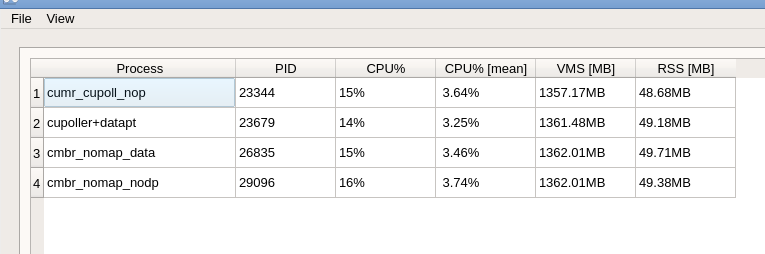 File View
Process PID CPU% CPU% [mean] VMS [MB] RSS [MB]
1 cumr_cupoll_nop 23344 15% 3.64% 1357.17MB 48.68MB
2 cupoller+datapt 23679 14% 3.25% 1361.48MB 49.18MB
3 cmbr_nomap_data 26835 15% 3.46% 1362.01MB 49.71MB
4 cmbr_nomap_nodp 29096 16% 3.74% 1362.01MB 49.38MB